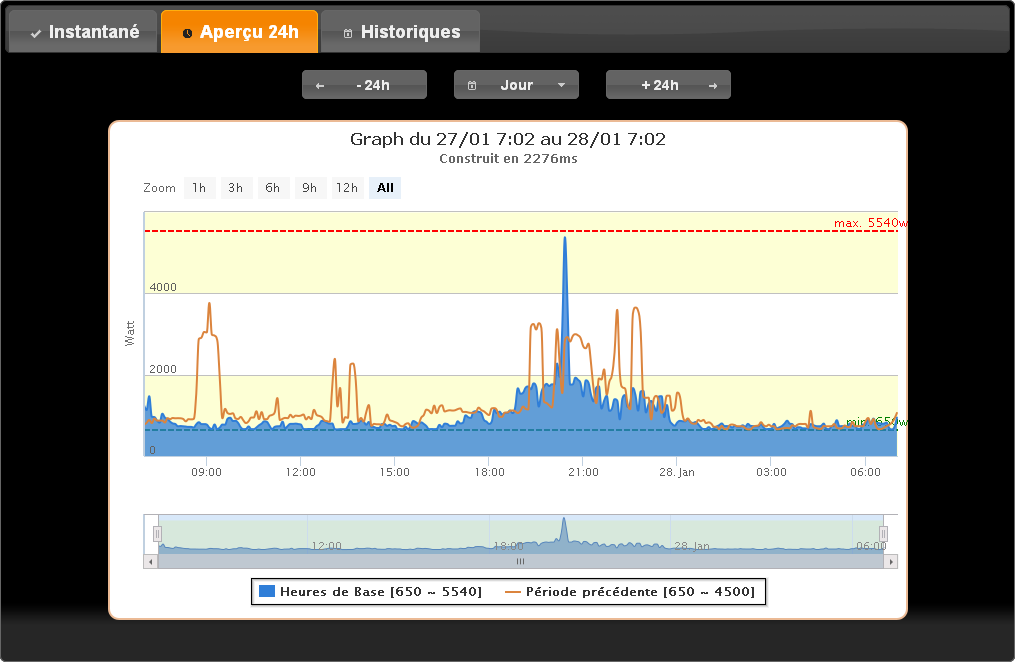 Instantané Aperçu 24h Historiques
- 24h Jour + 24h
Graph du 27/01 7:02 au 28/01 7:02
Construit en 2276ms
Zoom 1h 3h 6h 9h 12h All
max. 5540w
4000
Watt
2000
min. 650w
0
09:00 12:00 15:00 18:00 21:00 28. Jan 03:00 06:00
12:00 18:00 28. Jan 06:00
Heures de Base [650 ~ 5540] Période précédente [650 ~ 4500]